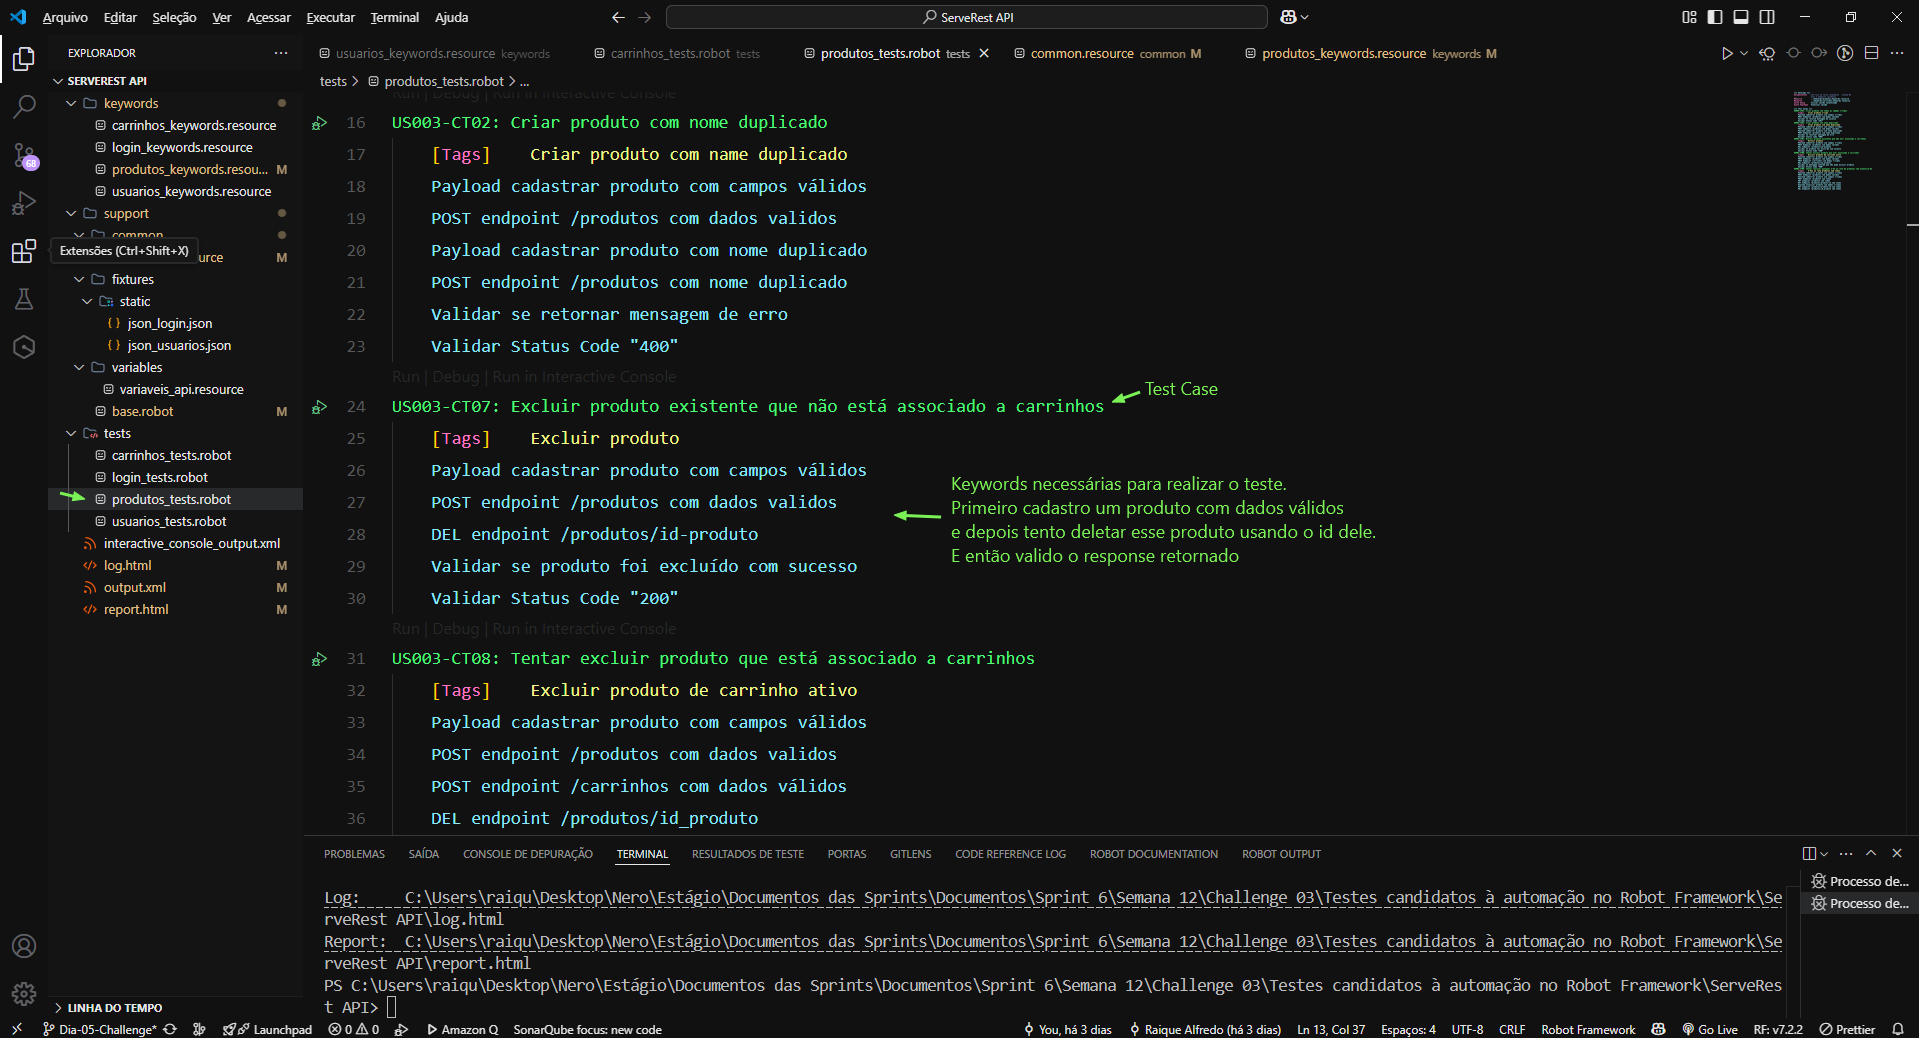 Arquivo Editar Seleção Ver Acessar Executar Terminal Ajuda
ServeRest API
EXPLORADOR
SERVEREST API
keywords
carrinhos_keywords.resource
login_keywords.resource
produtos_keywords.resou... M
usuarios_keywords.resource
support
common
Extensões (Ctrl+Shift+X)
urce M
fixtures
static
json_login.json
json_usuarios.json
variables
variaveis_api.resource
base.robot M
tests
carrinhos_tests.robot
login_tests.robot
produtos_tests.robot
usuarios_tests.robot
interactive_console_output.xml
log.html M
output.xml M
report.html M
LINHA DO TEMPO
68
usuarios_keywords.resource keywords carrinhos_tests.robot tests produtos_tests.robot tests common.resource common M produtos_keywords.resource keywords M
tests > produtos_tests.robot > ...
Run | Debug | Run in Interactive Console
16 US003-CT02: Criar produto com nome duplicado
17 [Tags] Criar produto com name duplicado
18 Payload cadastrar produto com campos válidos
19 POST endpoint /produtos com dados validos
20 Payload cadastrar produto com nome duplicado
21 POST endpoint /produtos com nome duplicado
22 Validar se retornar mensagem de erro
23 Validar Status Code "400"
Run | Debug | Run in Interactive Console
24 US003-CT07: Excluir produto existente que não está associado a carrinhos
Test Case
25 [Tags] Excluir produto
26 Payload cadastrar produto com campos válidos
27 POST endpoint /produtos com dados validos
28 DEL endpoint /produtos/id-produto
29 Validar se produto foi excluído com sucesso
30 Validar Status Code "200"
Keywords necessárias para realizar o teste.
Primeiro cadastro um produto com dados válidos
e depois tento deletar esse produto usando o id dele.
E então valido o response retornado
Run | Debug | Run in Interactive Console
31 US003-CT08: Tentar excluir produto que está associado a carrinhos
32 [Tags] Excluir produto de carrinho ativo
33 Payload cadastrar produto com campos válidos
34 POST endpoint /produtos com dados validos
35 POST endpoint /carrinhos com dados válidos
36 DEL endpoint /produtos/id_produto
PROBLEMAS SAÍDA CONSOLE DE DEPURAÇÃO TERMINAL RESULTADOS DE TESTE PORTAS GITLENS CODE REFERENCE LOG ROBOT DOCUMENTATION ROBOT OUTPUT
Log: C:\Users\raiqu\Desktop\Nero\Estágio\Documentos das Sprints\Documentos\Sprint 6\Semana 12\Challenge 03\Testes candidatos à automação no Robot Framework\Se
rveRest API\log.html
Report: C:\Users\raiqu\Desktop\Nero\Estágio\Documentos das Sprints\Documentos\Sprint 6\Semana 12\Challenge 03\Testes candidatos à automação no Robot Framework\Se
rveRest API\report.html
PS C:\Users\raiqu\Desktop\Nero\Estágio\Documentos das Sprints\Documentos\Sprint 6\Semana 12\Challenge 03\Testes candidatos à automação no Robot Framework\ServeRes
t API>
Processo de...
Processo de...
Dia-05-Challenge* Launchpad 0 0 Amazon Q SonarQube focus: new code You, há 3 dias Raique Alfredo (há 3 dias) Ln 13, Col 37 Espaços: 4 UTF-8 CRLF Robot Framework Go Live RF: v7.2.2 Prettier